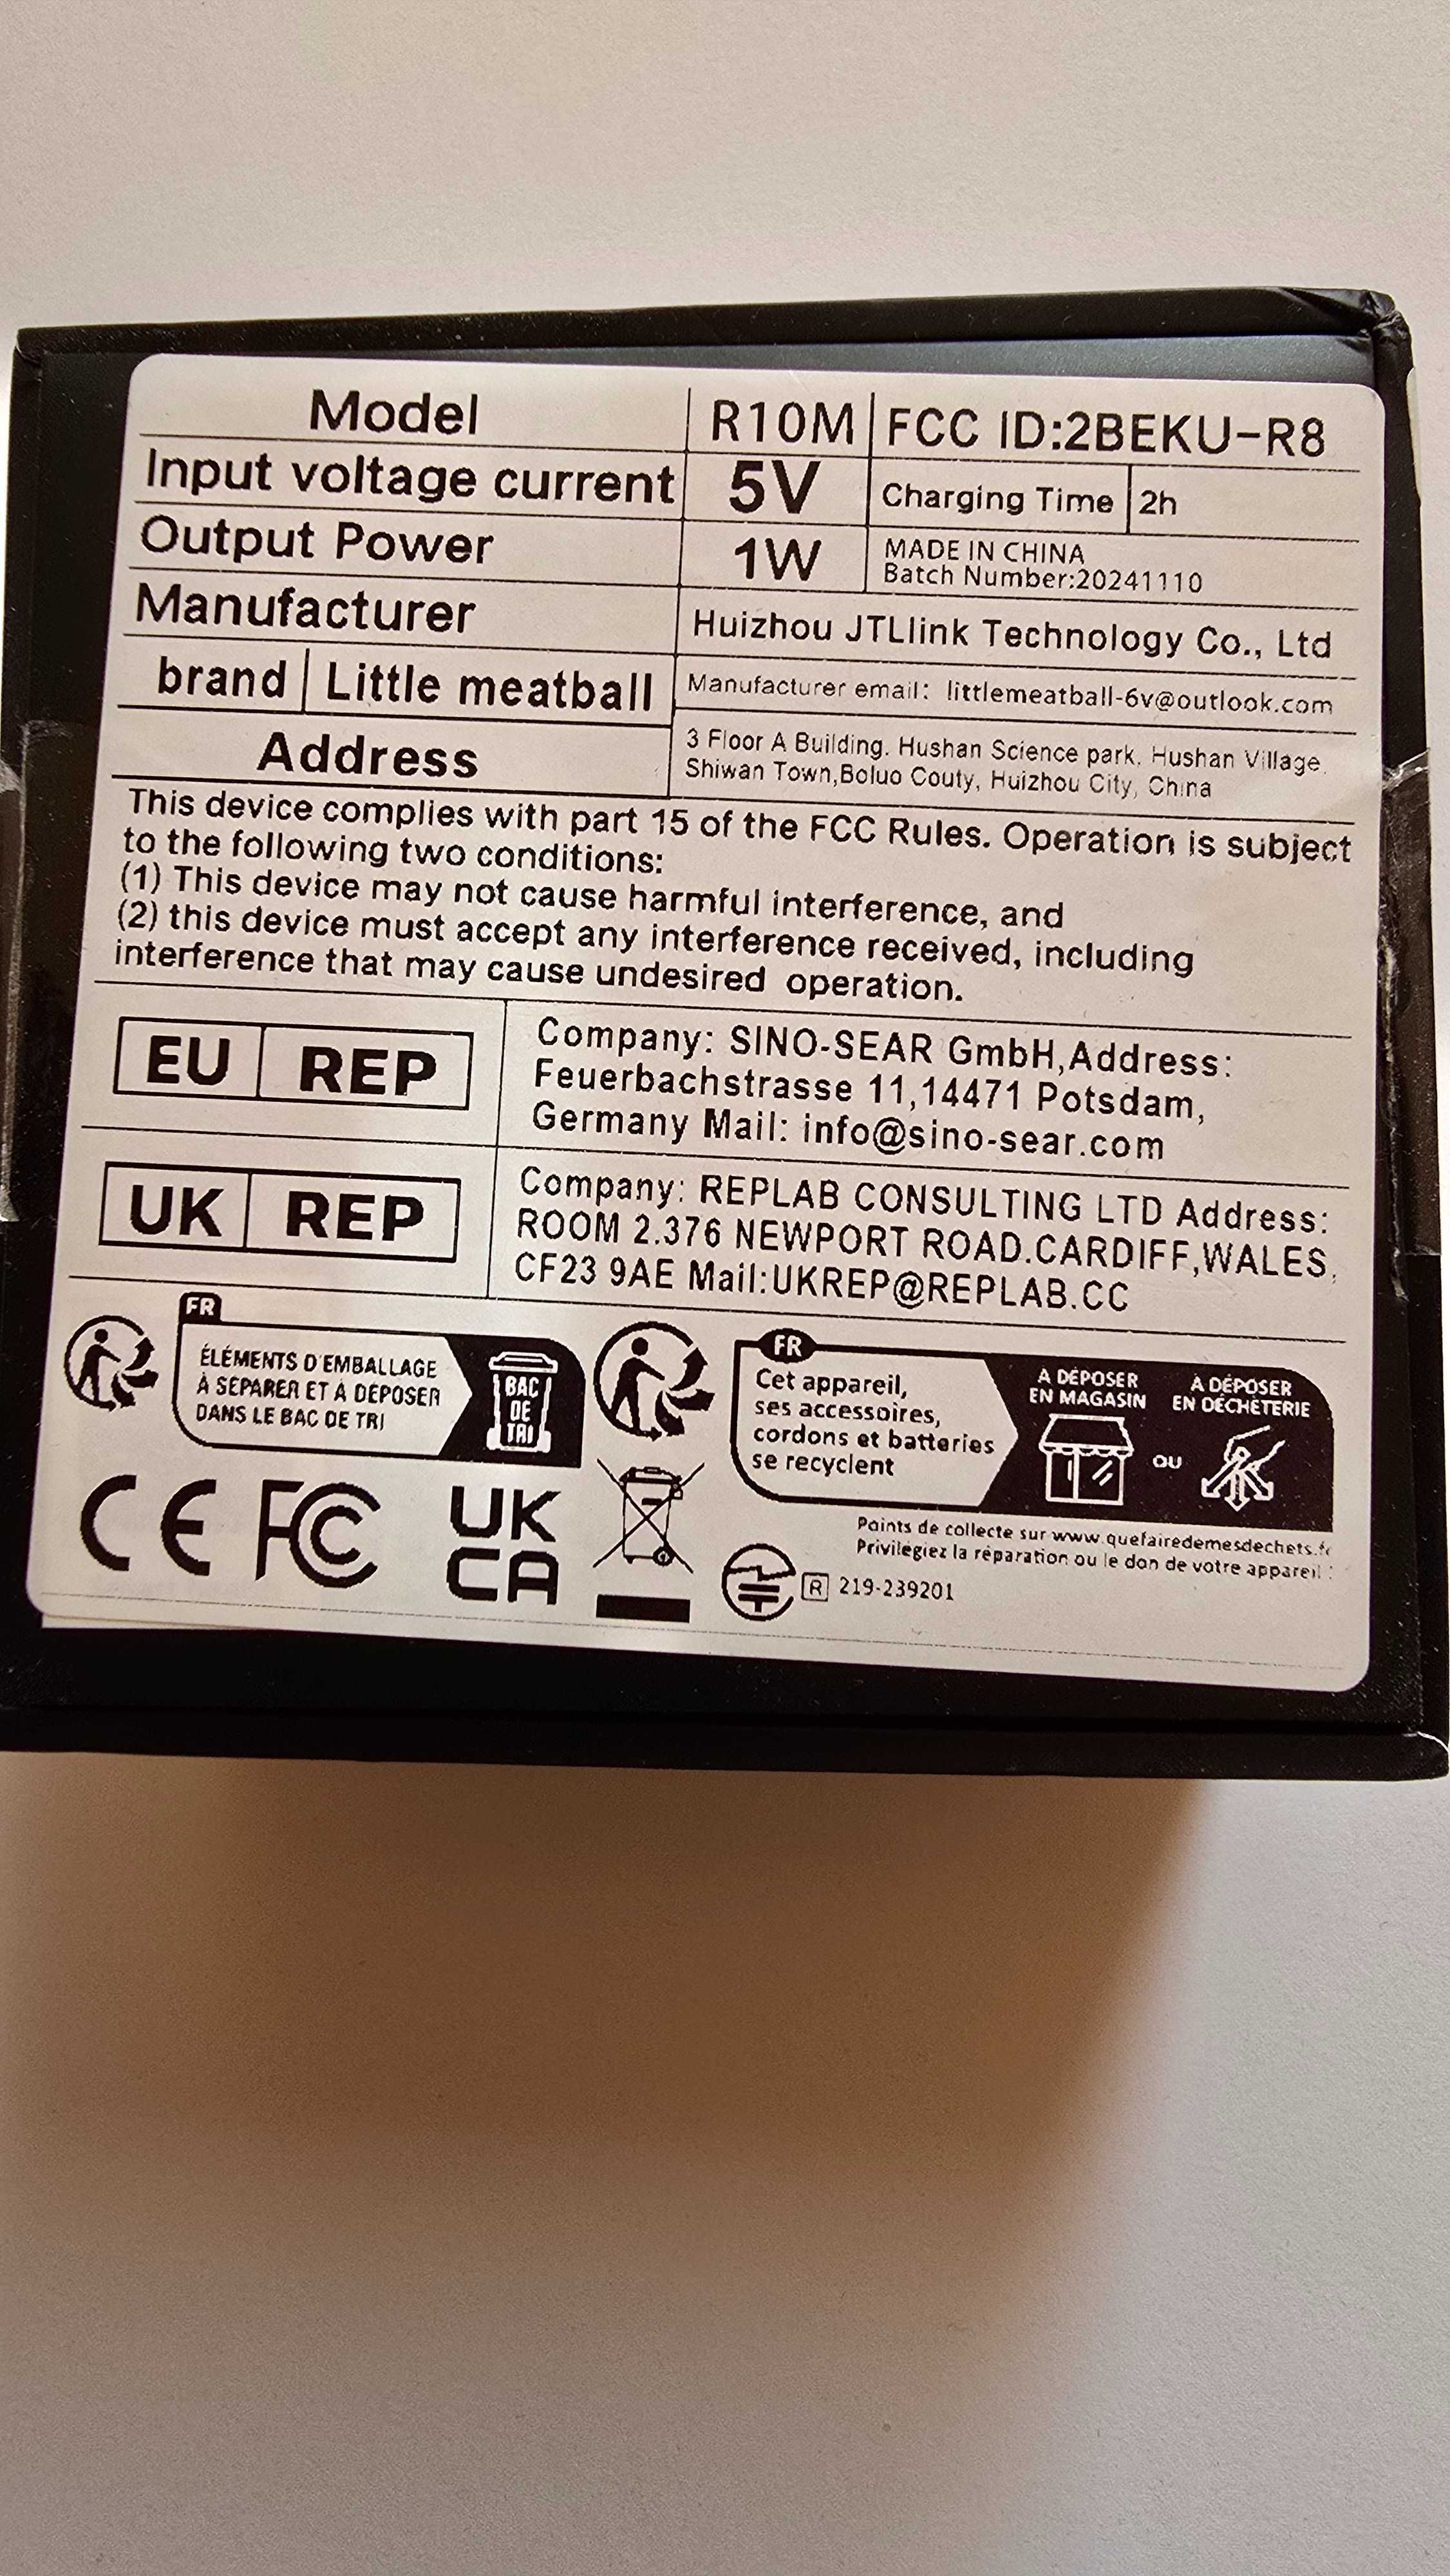 Model R10M FCC ID:2BEKU-R8
Input voltage current 5V Charging Time 2h
Output Power 1W MADE IN CHINA
Batch Number:20241110
Manufacturer Huizhou JTLlink Technology Co., Ltd
brand Little meatball Manufacturer email: littlemeatball-6v@outlook.com
Address 3 Floor A Building. Hushan Science park. Hushan Village.
Shiwan Town,Boluo Couty, Huizhou City, China
This device complies with part 15 of the FCC Rules. Operation is subject
to the following two conditions:
(1) This device may not cause harmful interference, and
(2) this device must accept any interference received, including
interference that may cause undesired operation.
EU REP
Company: SINO-SEAR GmbH,Address:
Feuerbachstrasse 11,14471 Potsdam,
Germany Mail: info@sino-sear.com
UK REP
Company: REPLAB CONSULTING LTD Address:
ROOM 2.376 NEWPORT ROAD.CARDIFF,WALES,
CF23 9AE Mail:UKREP@REPLAB.CC
FR
ÉLÉMENTS D'EMBALLAGE
À SÉPARER ET À DÉPOSER
DANS LE BAC DE TRI
BAC
DE
TRI
FR
Cet appareil,
ses accessoires,
cordons et batteries
se recyclent
À DÉPOSER
EN MAGASIN
OU
À DÉPOSER
EN DÉCHÈTERIE
Points de collecte sur www.quefairedemesdechets.fr
Privilégiez la réparation ou le don de votre appareil !
CE FC UK
CA
R 219-239201